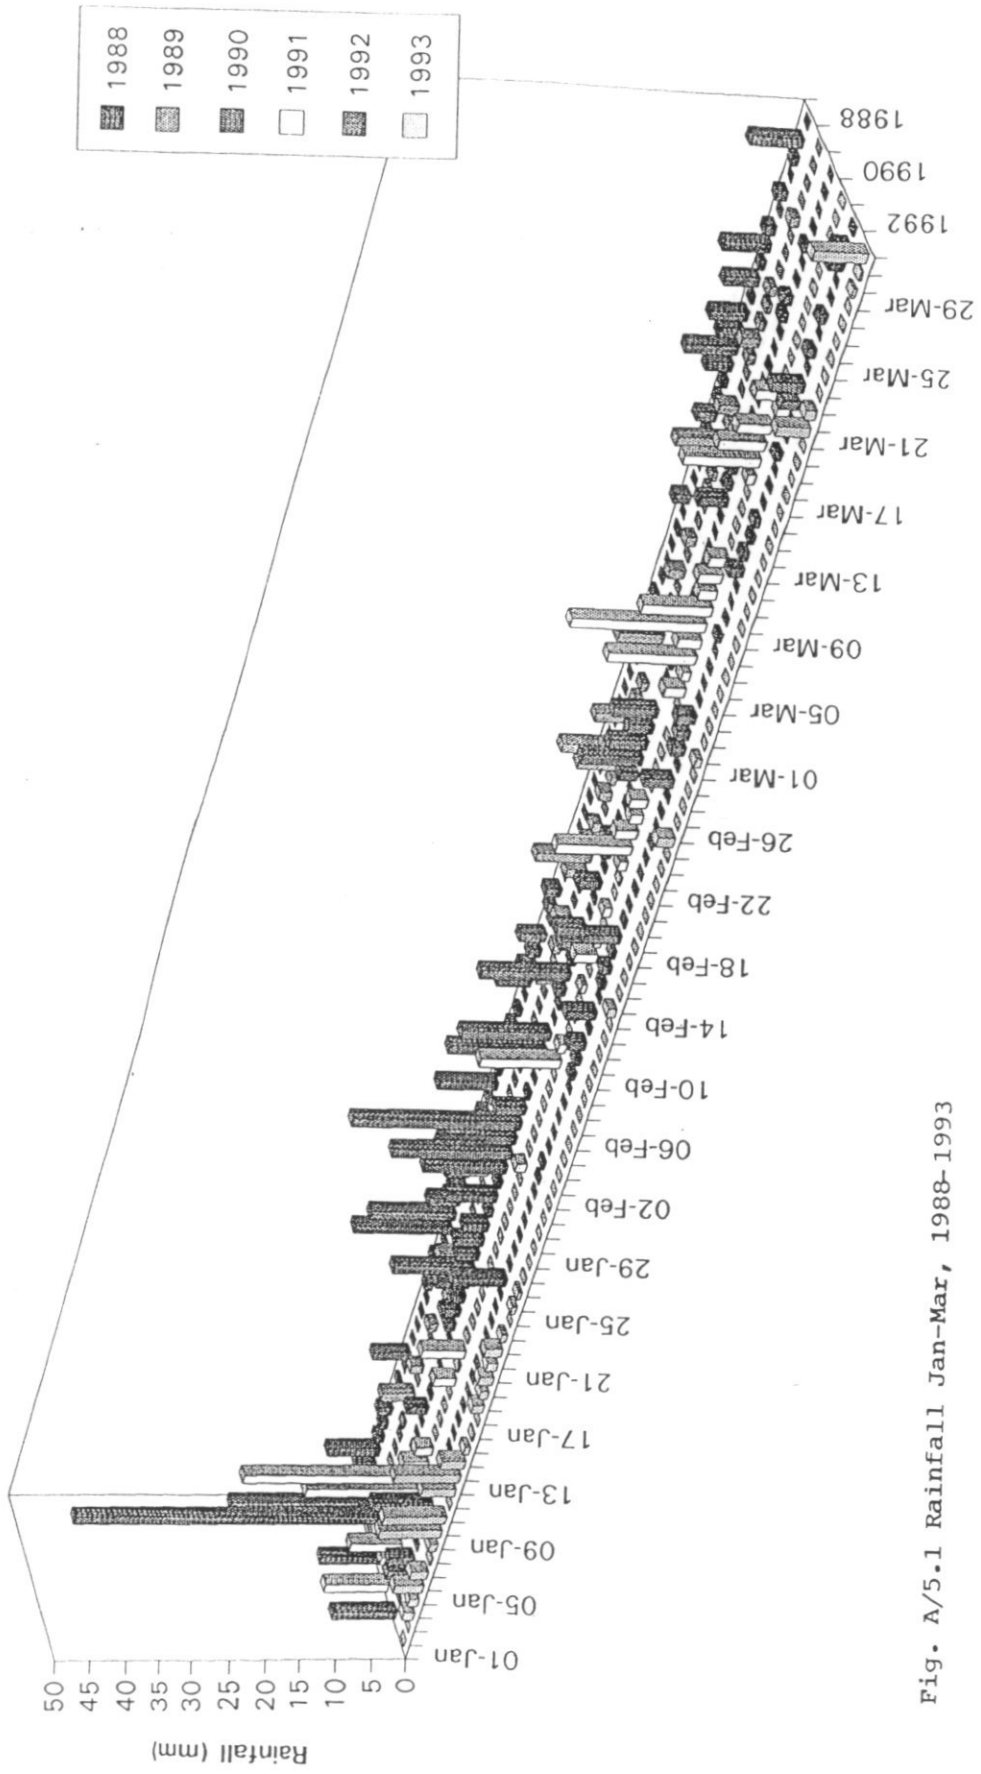 1988
1989
1990
1991
1992
1993
50
45
40
35
30
25
20
15
10
5
0
Rainfall (mm)
01-Jan
05-Jan
09-Jan
13-Jan
17-Jan
21-Jan
25-Jan
29-Jan
02-Feb
06-Feb
10-Feb
14-Feb
18-Feb
22-Feb
26-Feb
01-Mar
05-Mar
09-Mar
13-Mar
17-Mar
21-Mar
25-Mar
29-Mar
1992
1990
1988
Fig. A/5.1 Rainfall Jan-Mar, 1988-1993